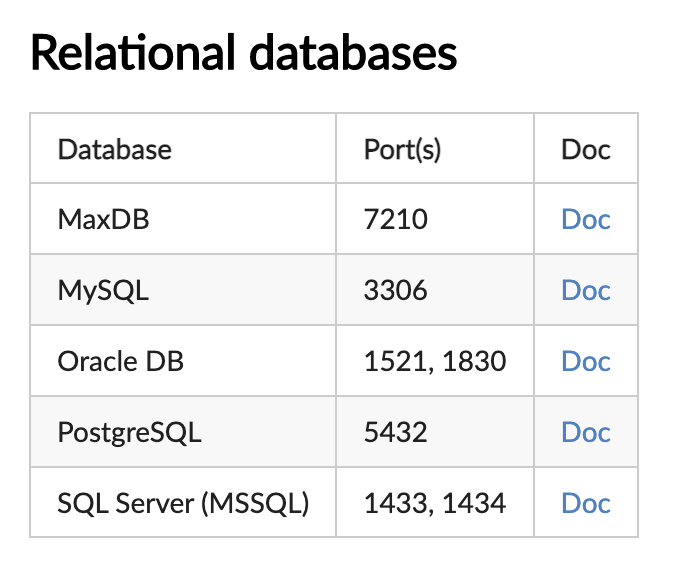 Relational databases
Database Port(s) Doc
MaxDB 7210 Doc
MySQL 3306 Doc
Oracle DB 1521, 1830 Doc
PostgreSQL 5432 Doc
SQL Server (MSSQL) 1433, 1434 Doc